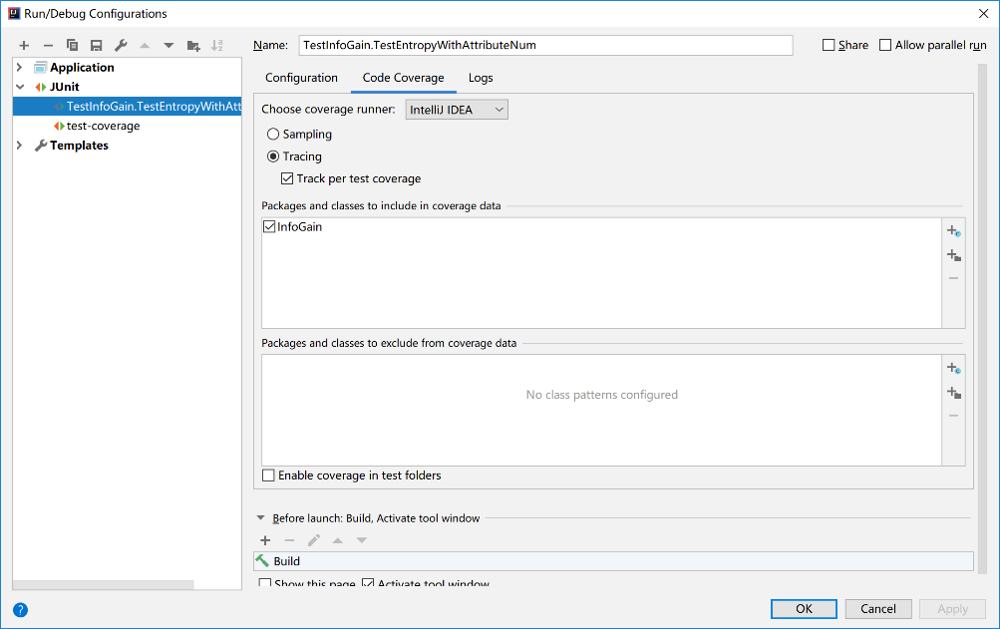 Run/Debug Configurations
Name: TestInfoGain.TestEntropyWithAttributeNum Share Allow parallel run
Application
JUnit
TestInfoGain.TestEntropyWithAtt
test-coverage
Templates
Configuration Code Coverage Logs
Choose coverage runner: IntelliJ IDEA
Sampling
Tracing
Track per test coverage
Packages and classes to include in coverage data
InfoGain
Packages and classes to exclude from coverage data
No class patterns configured
Enable coverage in test folders
Before launch: Build, Activate tool window
Build
Show this page Activate tool window
? OK Cancel Apply